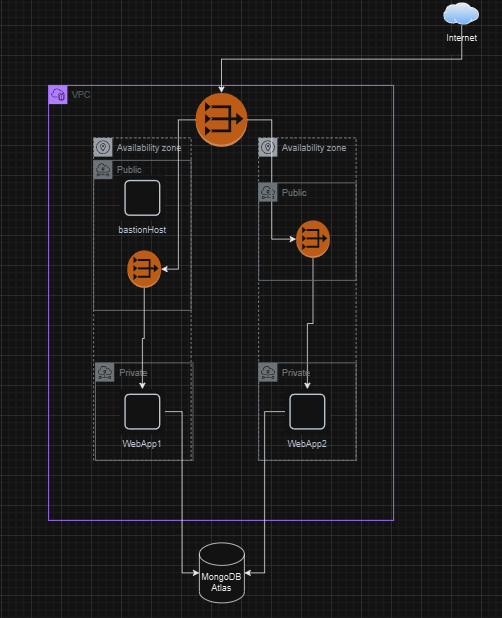 Internet
VPC
Availability zone
Availability zone
Public
Public
bastionHost
Private
Private
WebApp1
WebApp2
MongoDB
Atlas